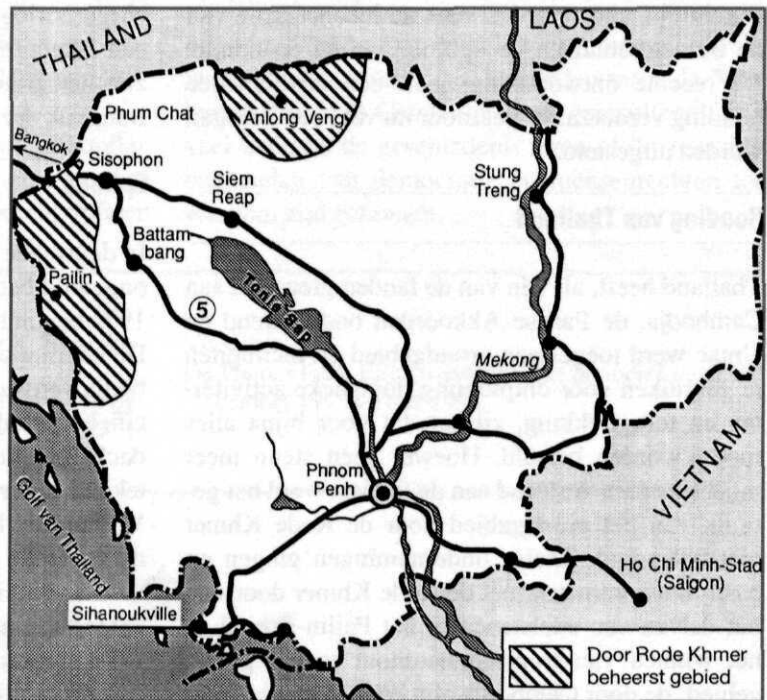 THAILAND
LAOS
Phum Chat
Anlong Veng
Bangkok
Sisophon
Siem
Reap
Stung
Treng
Battam
bang
Pailin
Tonle Sap
5
Mekong
Phnom
Penh
VIETNAM
Golf van Thailand
Ho Chi Minh-Stad
(Saigon)
Sihanoukville
Door Rode Khmer
beheerst gebied